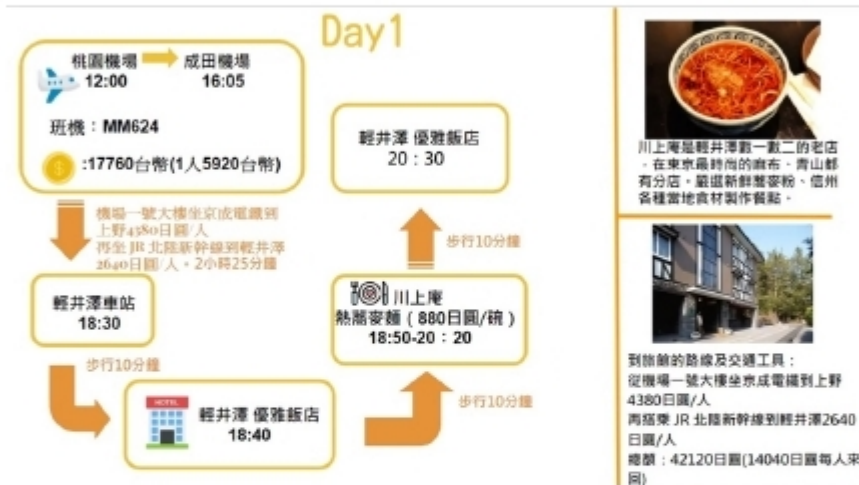 Day1
桃園機場 成田機場
12:00 16:05
班機：MM624
:17760台幣(1人5920台幣)
機場一號大樓坐京成電鐵到
上野4380日圓/人
再坐JR北陸新幹線到輕井澤
2640日圓/人。2小時25分鐘
輕井澤車站
18:30
步行10分鐘
HOTEL
輕井澤 優雅飯店
18:40
步行10分鐘
川上庵
熱蕎麥麵（880日圓/碗）
18:50-20：20
步行10分鐘
輕井澤 優雅飯店
20：30
川上庵是輕井澤數一數二的老店
，在東京最時尚的麻布、青山都
有分店。嚴選新鮮蕎麥粉、信州
各種當地食材製作餐點。
到旅館的路線及交通工具：
從機場一號大樓坐京成電鐵到上野
4380日圓/人
再搭乘JR北陸新幹線到輕井澤2640
日圓/人
總額：42120日圓(14040日圓每人來
回)